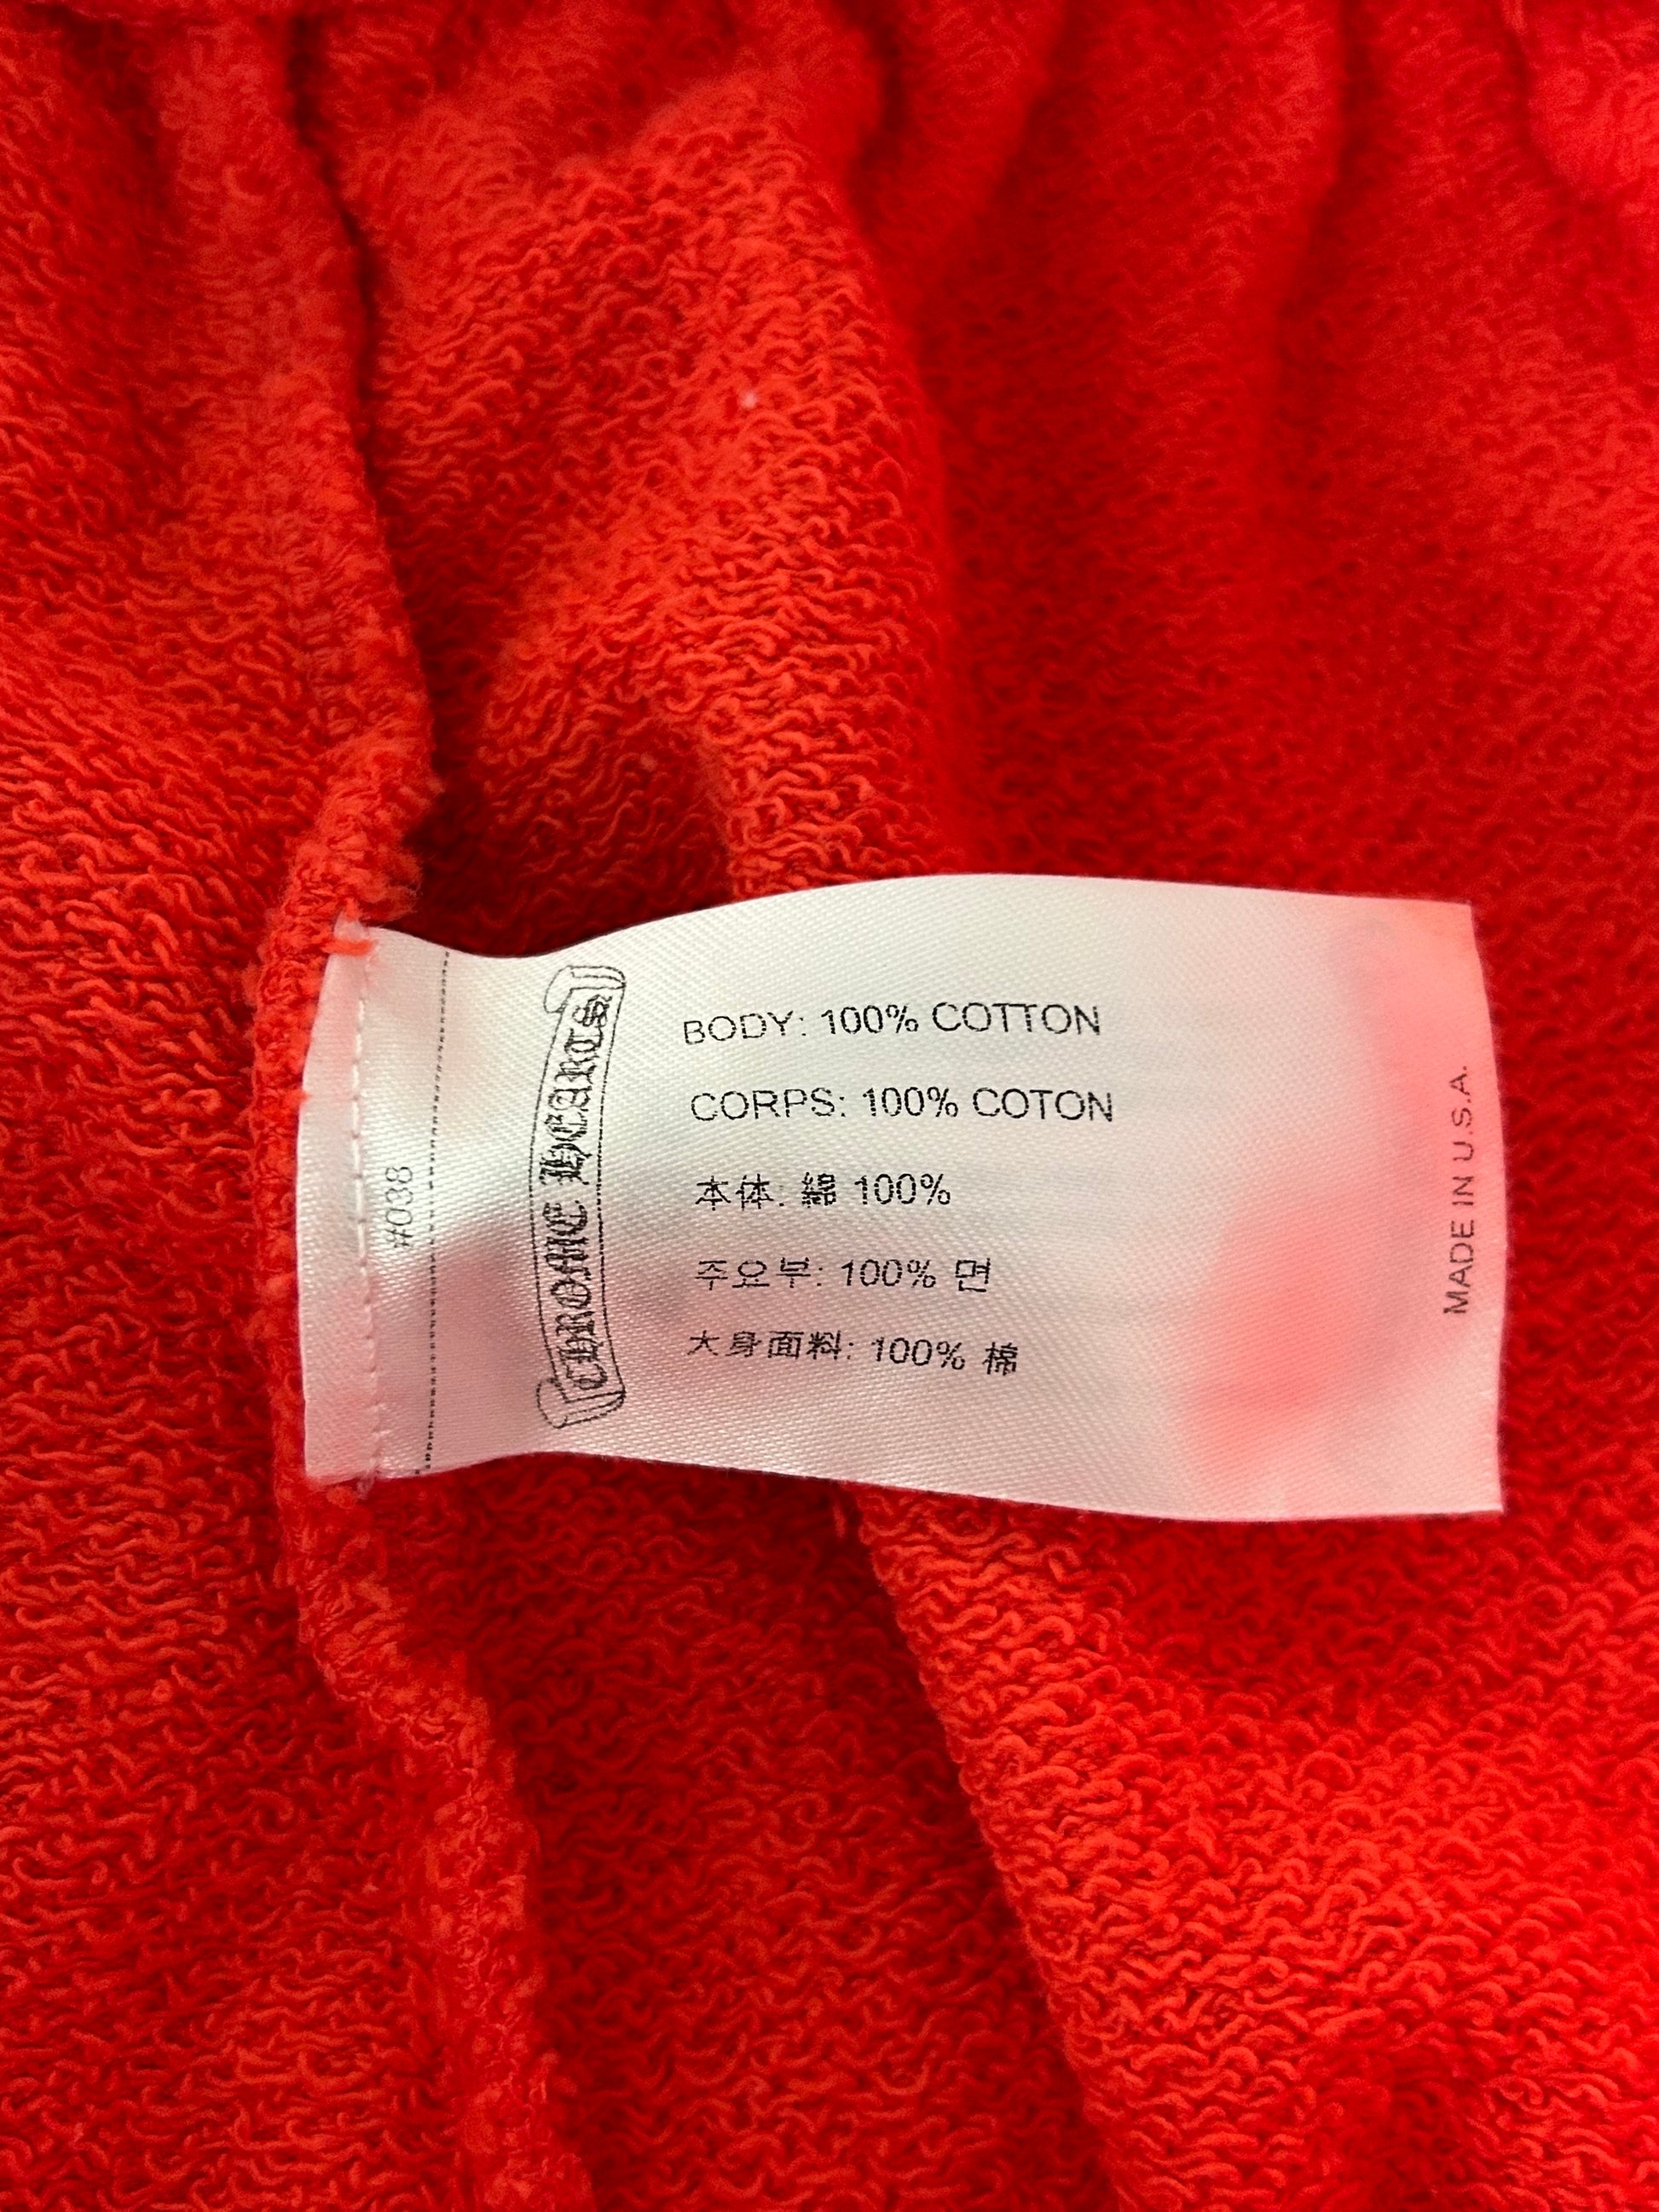 #038
CHROME HEARTS
BODY: 100% COTTON
CORPS: 100% COTON
本体: 綿 100%
주요부: 100% 면
大身面料: 100% 棉
MADE IN U.S.A.